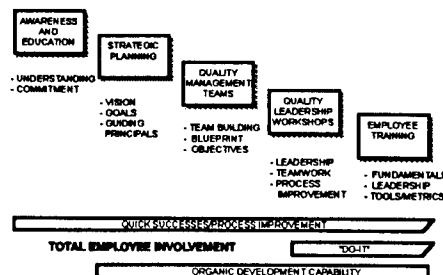 AWARENESS
AND
EDUCATION
- UNDERSTANDING
- COMMITMENT
STRATEGIC
PLANNING
- VISION
- GOALS
- GUIDING
PRINCIPALS
QUALITY
MANAGEMENT
TEAMS
- TEAM BUILDING
- BLUEPRINT
- OBJECTIVES
QUALITY
LEADERSHIP
WORKSHOPS
- LEADERSHIP
- TEAMWORK
- PROCESS
IMPROVEMENT
EMPLOYEE
TRAINING
- FUNDAMENTALS
- LEADERSHIP
- TOOLS/METRICS
QUICK SUCCESSES/PROCESS IMPROVEMENT
TOTAL EMPLOYEE INVOLVEMENT
"DO-IT"
ORGANIC DEVELOPMENT CAPABILITY